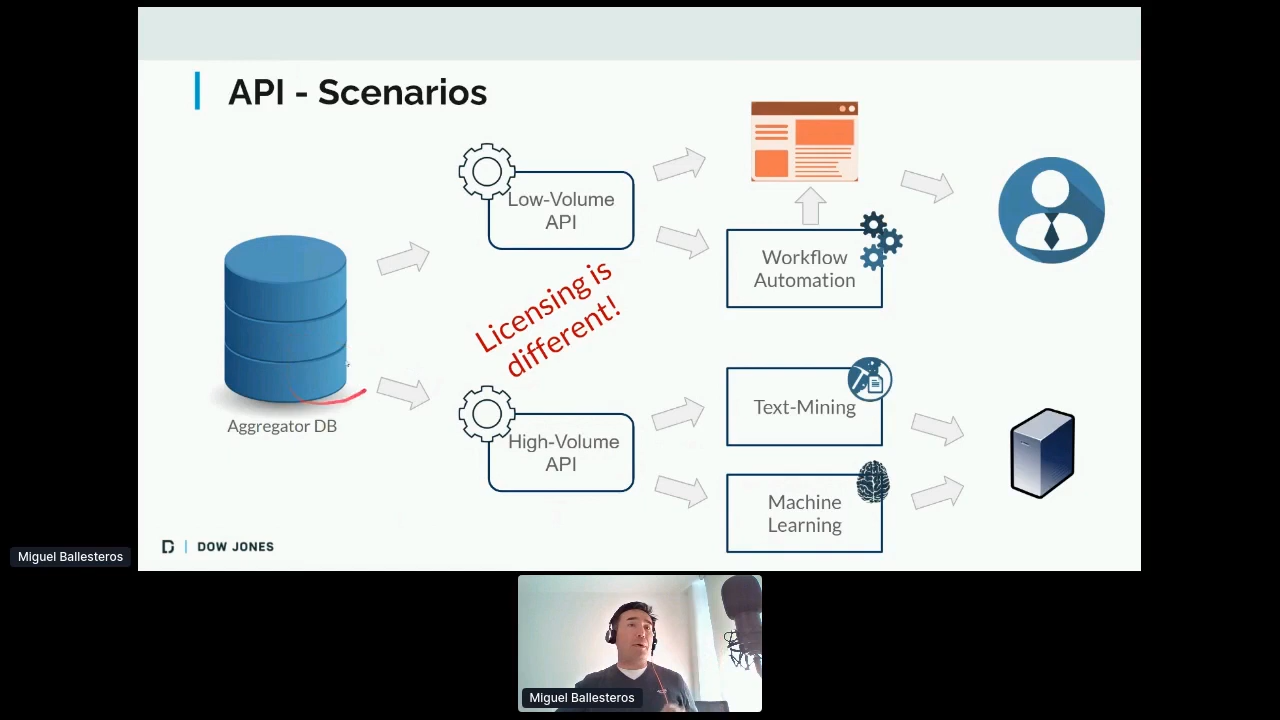 API - Scenarios
Low-Volume
API
Workflow
Automation
Licensing is
different!
Aggregator DB
High-Volume
API
Text-Mining
Machine
Learning
D | DOW JONES
Miguel Ballesteros
Miguel Ballesteros